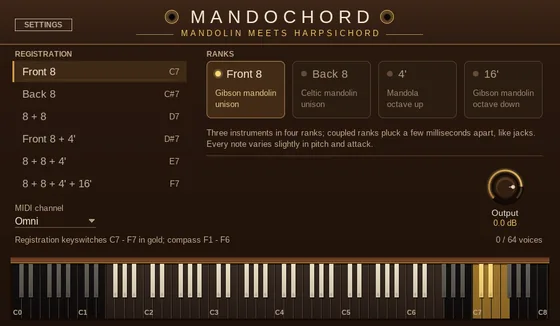 SETTINGS
MANDOCHORD
MANDOLIN MEETS HARPSICHORD
REGISTRATION
Front 8 C7
Back 8 C#7
8 + 8 D7
Front 8 + 4' D#7
8 + 8 + 4' E7
8 + 8 + 4' + 16' F7
MIDI channel
Omni
RANKS
Front 8
Gibson mandolin
unison
Back 8
Celtic mandolin
unison
4'
Mandola
octave up
16'
Gibson mandolin
octave down
Three instruments in four ranks; coupled ranks pluck a few milliseconds apart, like jacks.
Every note varies slightly in pitch and attack.
Output
0.0 dB
Registration keyswitches C7 - F7 in gold; compass F1 - F6
0 / 64 voices
C0 C1 C2 C3 C4 C5 C6 C7 C8